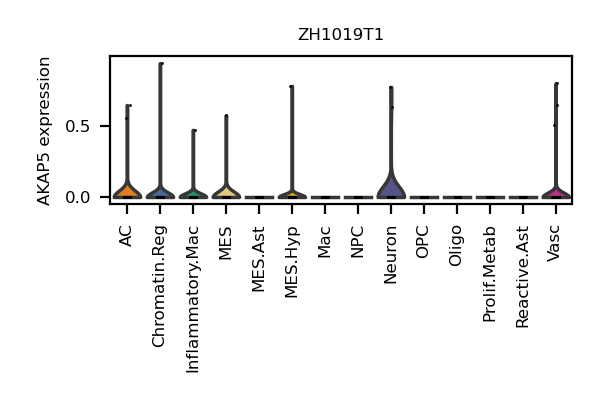 ZH1019T1
AKAP5 expression
0.5
0.0
AC
Chromatin.Reg
Inflammatory.Mac
MES
MES.Ast
MES.Hyp
Mac
NPC
Neuron
OPC
Oligo
Prolif.Metab
Reactive.Ast
Vasc